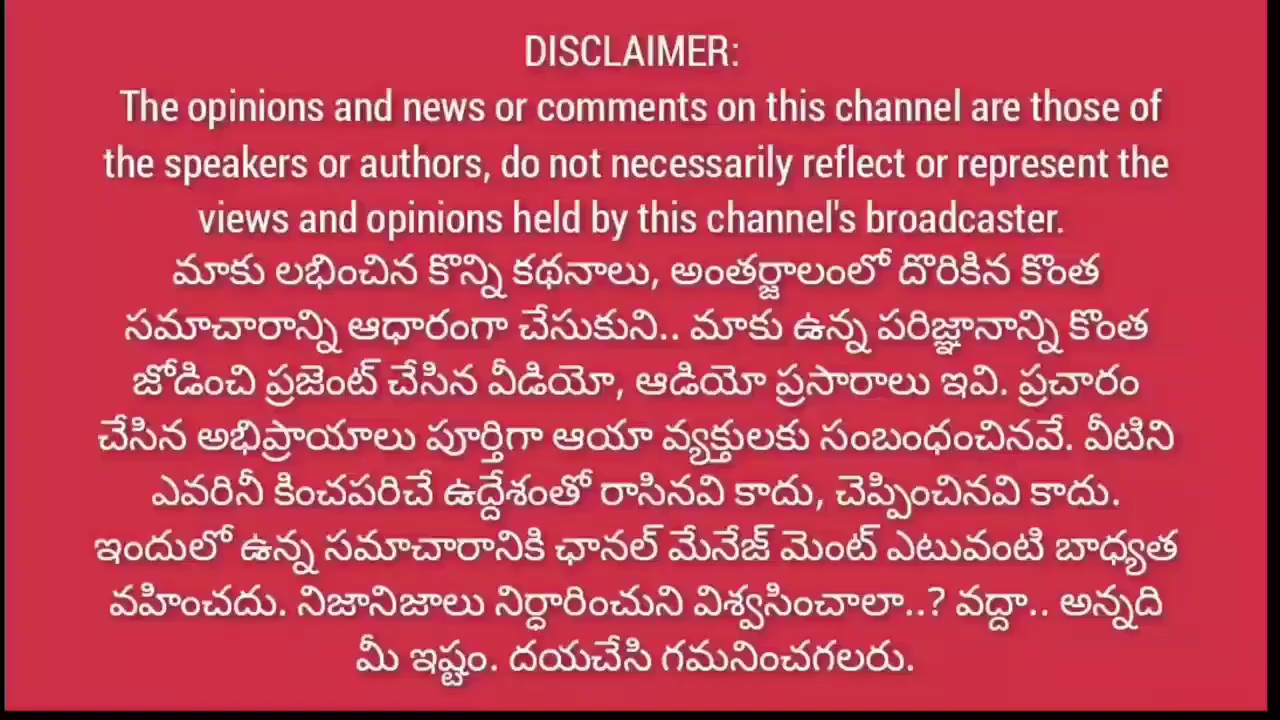 DISCLAIMER:
The opinions and news or comments on this channel are those of
the speakers or authors, do not necessarily reflect or represent the
views and opinions held by this channel's broadcaster.
మాకు లభించిన కొన్ని కథనాలు, అంతర్జాలంలో దొరికిన కొంత
సమాచారాన్ని ఆధారంగా చేసుకుని.. మాకు ఉన్న పరిజ్ఞానాన్ని కొంత
జోడించి ప్రజెంట్ చేసిన వీడియో, ఆడియో ప్రసారాలు ఇవి. ప్రచారం
చేసిన అభిప్రాయాలు పూర్తిగా ఆయా వ్యక్తులకు సంబంధంచినవే. వీటిని
ఎవరినీ కించపరిచే ఉద్దేశంతో రాసినవి కాదు, చెప్పించినవి కాదు.
ఇందులో ఉన్న సమాచారానికి ఛానల్ మేనేజ్ మెంట్ ఎటువంటి బాధ్యత
వహించదు. నిజానిజాలు నిర్ధారించుని విశ్వసించాలా..? వద్దా.. అన్నది
మీ ఇష్టం. దయచేసి గమనించగలరు.